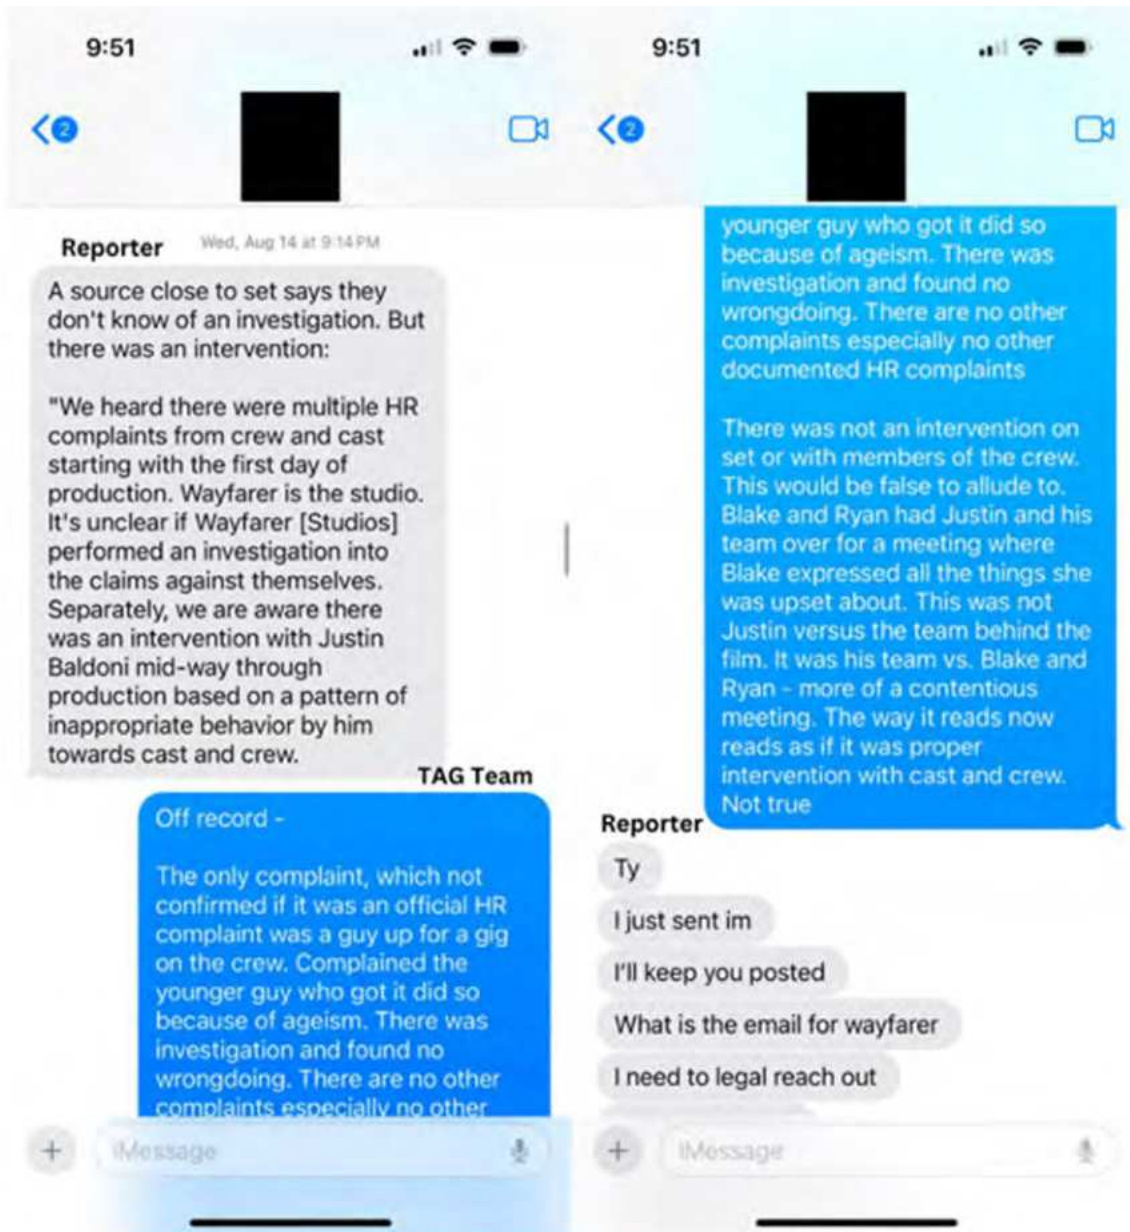 9:51
2
Reporter
Wed, Aug 14 at 9:14 PM
A source close to set says they
don't know of an investigation. But
there was an intervention:
"We heard there were multiple HR
complaints from crew and cast
starting with the first day of
production. Wayfarer is the studio.
It's unclear if Wayfarer [Studios]
performed an investigation into
the claims against themselves.
Separately, we are aware there
was an intervention with Justin
Baldoni mid-way through
production based on a pattern of
inappropriate behavior by him
towards cast and crew.
TAG Team
Off record -
The only complaint, which not
confirmed if it was an official HR
complaint was a guy up for a gig
on the crew. Complained the
younger guy who got it did so
because of ageism. There was
investigation and found no
wrongdoing. There are no other
complaints especially no other
iMessage
9:51
2
younger guy who got it did so
because of ageism. There was
investigation and found no
wrongdoing. There are no other
complaints especially no other
documented HR complaints
There was not an intervention on
set or with members of the crew.
This would be false to allude to.
Blake and Ryan had Justin and his
team over for a meeting where
Blake expressed all the things she
was upset about. This was not
Justin versus the team behind the
film. It was his team vs. Blake and
Ryan - more of a contentious
meeting. The way it reads now
reads as if it was proper
intervention with cast and crew.
Not true
Reporter
Ty
I just sent im
I'll keep you posted
What is the email for wayfarer
I need to legal reach out
iMessage